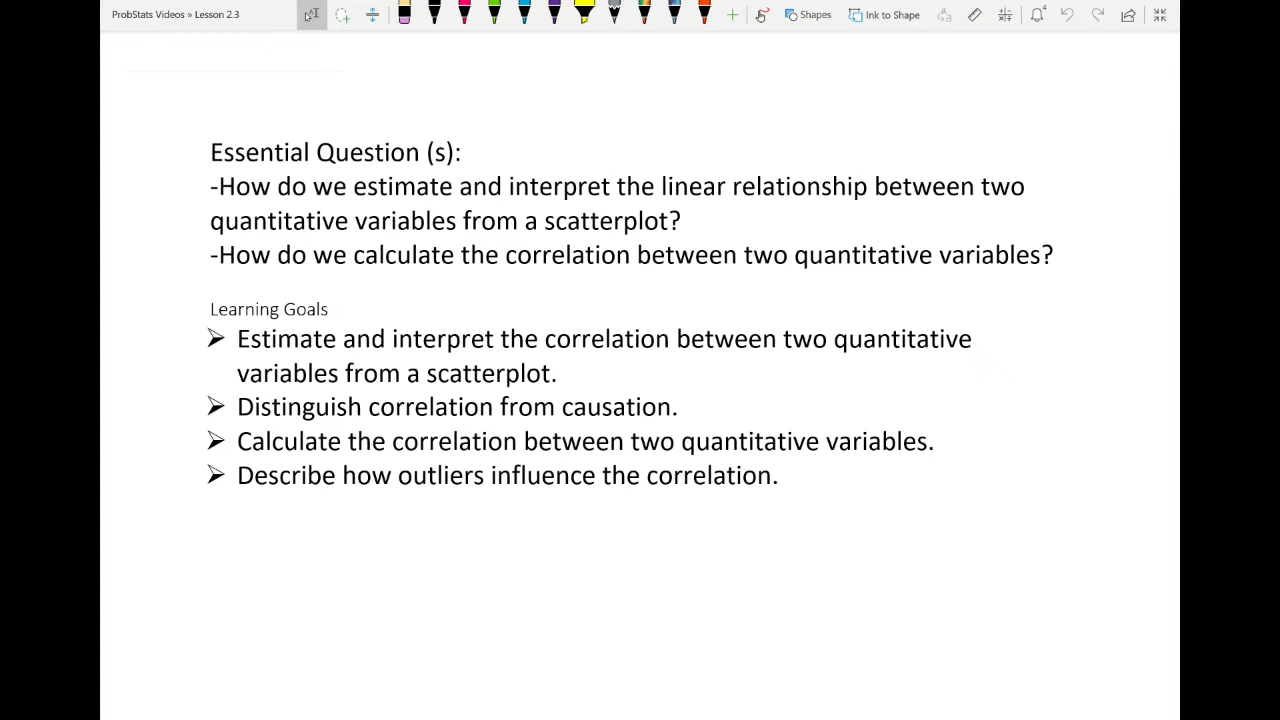 ProbStats Videos » Lesson 2.3
Shapes
Ink to Shape
4
Essential Question (s):
-How do we estimate and interpret the linear relationship between two
quantitative variables from a scatterplot?
-How do we calculate the correlation between two quantitative variables?
Learning Goals
Estimate and interpret the correlation between two quantitative
variables from a scatterplot.
Distinguish correlation from causation.
Calculate the correlation between two quantitative variables.
Describe how outliers influence the correlation.